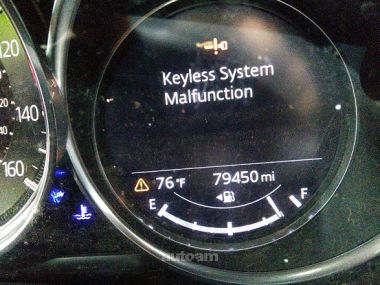 120
Keyless System
Malfunction
140
160
76°F
79450 mi
E
F
autoam